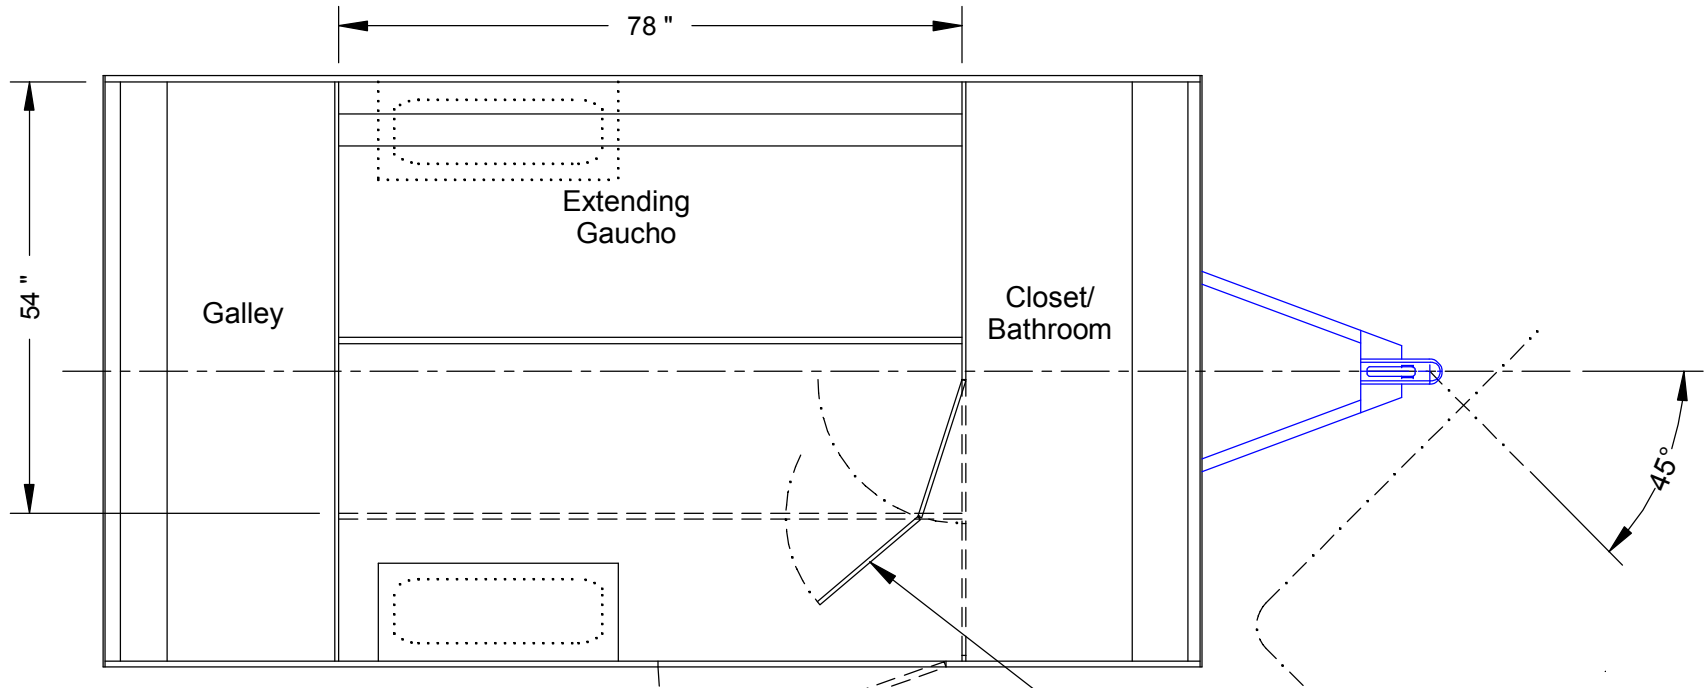 78 "
Extending
Gaucho
54 "
Galley
Closet/
Bathroom
45°